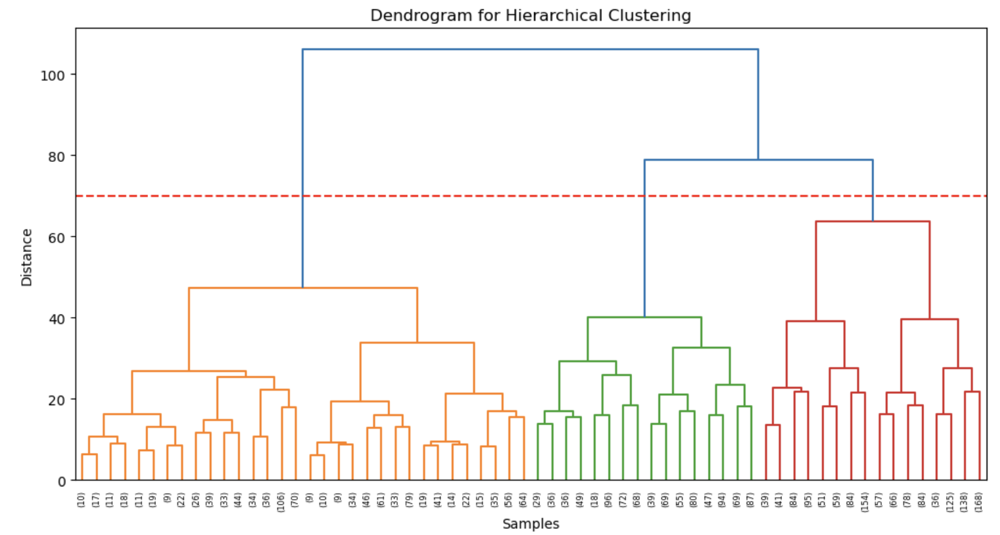 Dendrogram for Hierarchical Clustering
100
80
60
40
20
0
Distance
(10) (17) (11) (18) (11) (19) (9) (22) (26) (39) (33) (44) (34) (36) (106) (70) (9) (10) (9) (34) (46) (61) (33) (79) (19) (41) (14) (22) (15) (35) (56) (64) (29) (36) (36) (49) (18) (96) (72) (68) (39) (69) (55) (80) (47) (94) (69) (87) (39) (41) (84) (95) (51) (59) (84) (154) (57) (66) (78) (84) (36) (125) (138) (168)
Samples